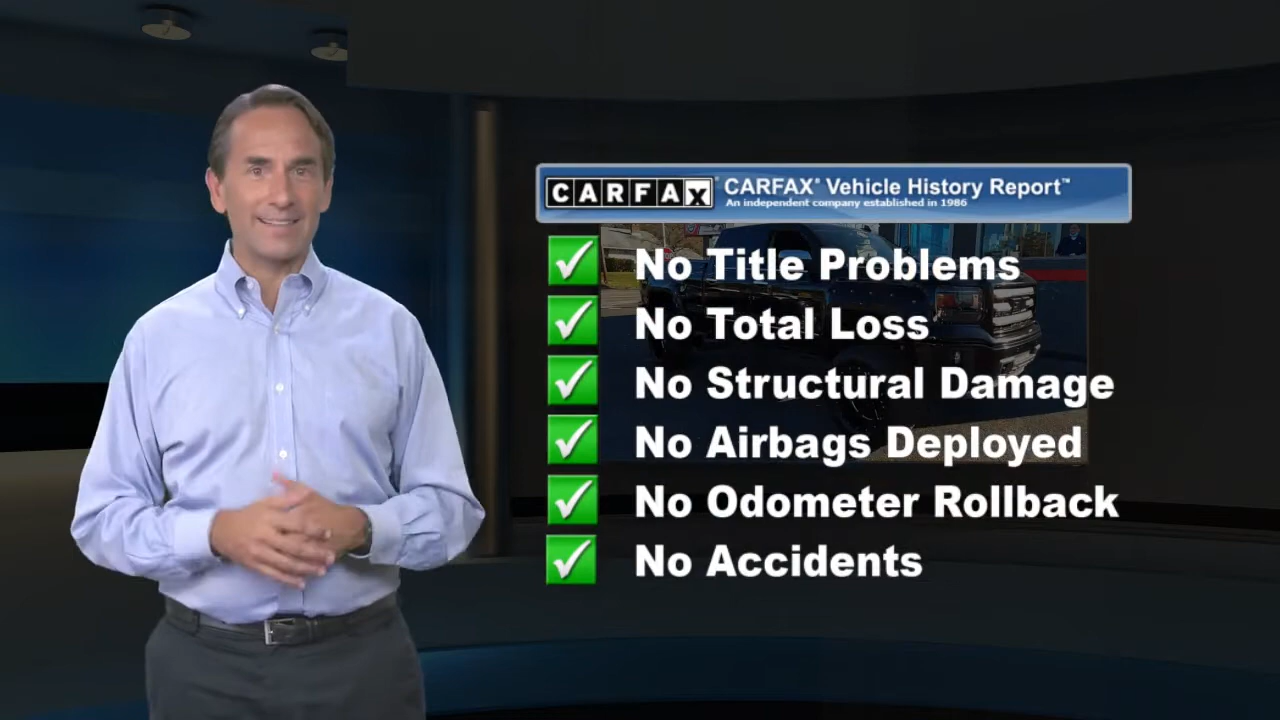 CARFAX® CARFAX® Vehicle History Report™
An independent company established in 1986
No Title Problems
No Total Loss
No Structural Damage
No Airbags Deployed
No Odometer Rollback
No Accidents